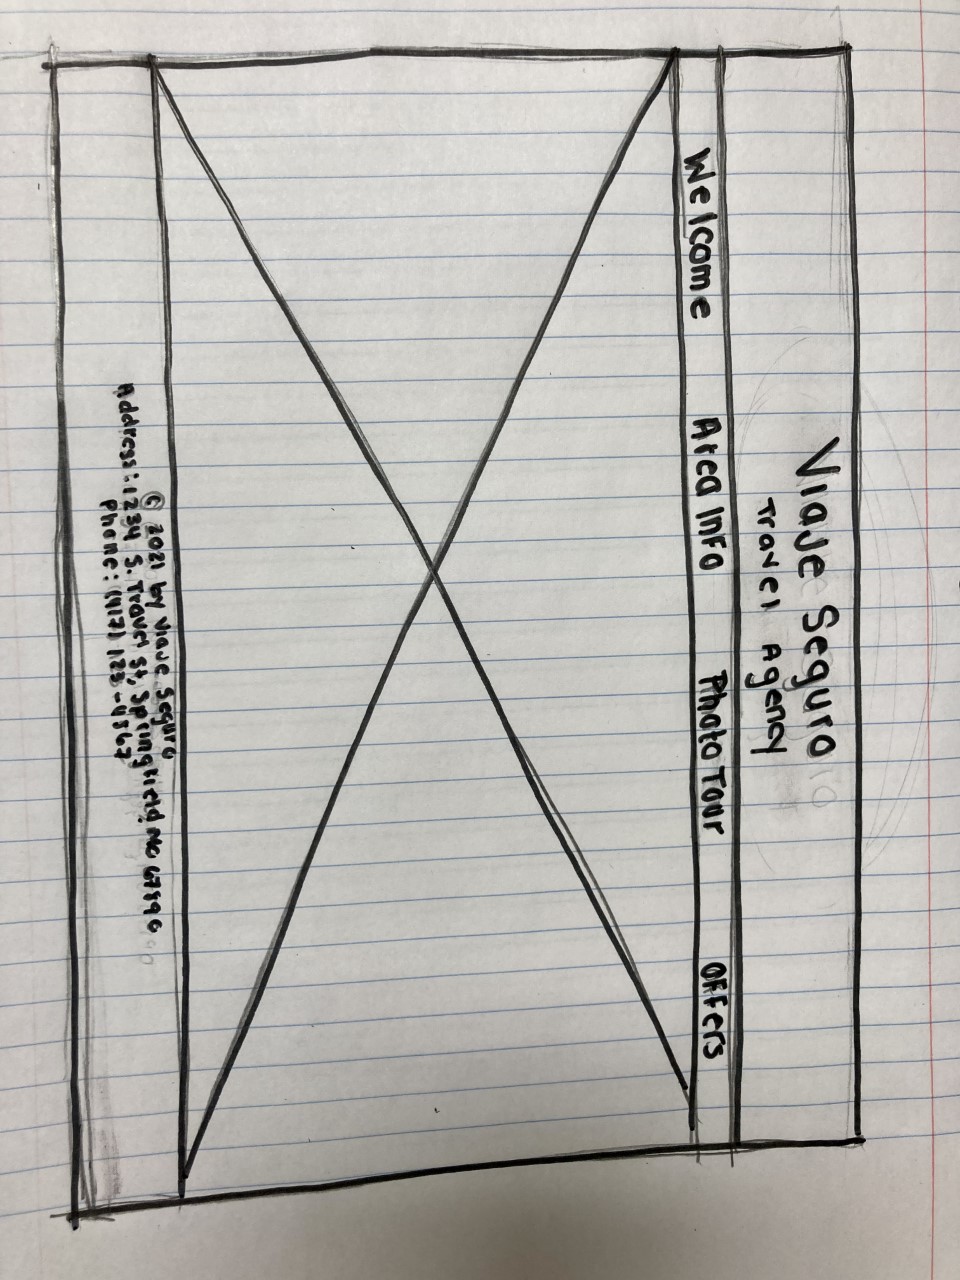 Viaje Seguro
Travel Agency
Welcome Area Info Photo Tour Offers
© 2021 by Viaje Seguro
Address: 1234 S. Travel St, Springfield, MO
Phone: (417) 123-4567